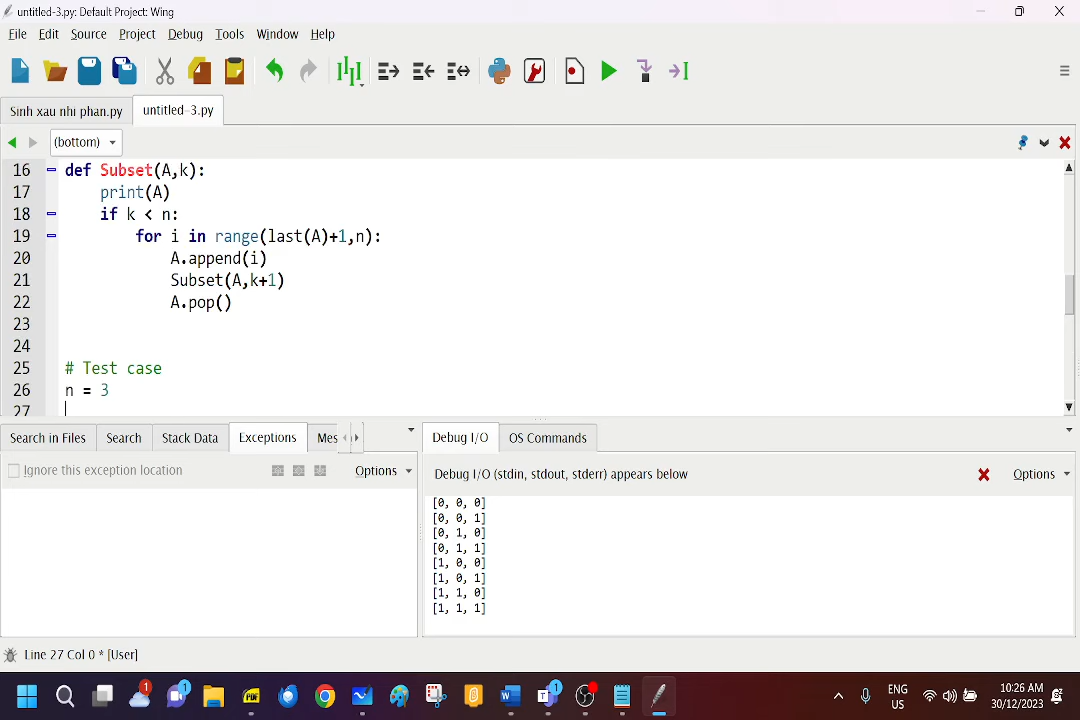 untitled-3.py: Default Project: Wing
File Edit Source Project Debug Tools Window Help
Sinh xau nhi phan.py untitled-3.py
(bottom)
16 def Subset(A,k):
17 print(A)
18 if k < n:
19 for i in range(last(A)+1,n):
20 A.append(i)
21 Subset(A,k+1)
22 A.pop()
23
24
25 # Test case
26 n = 3
27
Search in Files Search Stack Data Exceptions Mes Debug I/O OS Commands
Ignore this exception location Options Debug I/O (stdin, stdout, stderr) appears below Options
[0, 0, 0]
[0, 0, 1]
[0, 1, 0]
[0, 1, 1]
[1, 0, 0]
[1, 0, 1]
[1, 1, 0]
[1, 1, 1]
Line 27 Col 0 * [User]
1 1 PDF 1 ENG 10:26 AM
US 30/12/2023